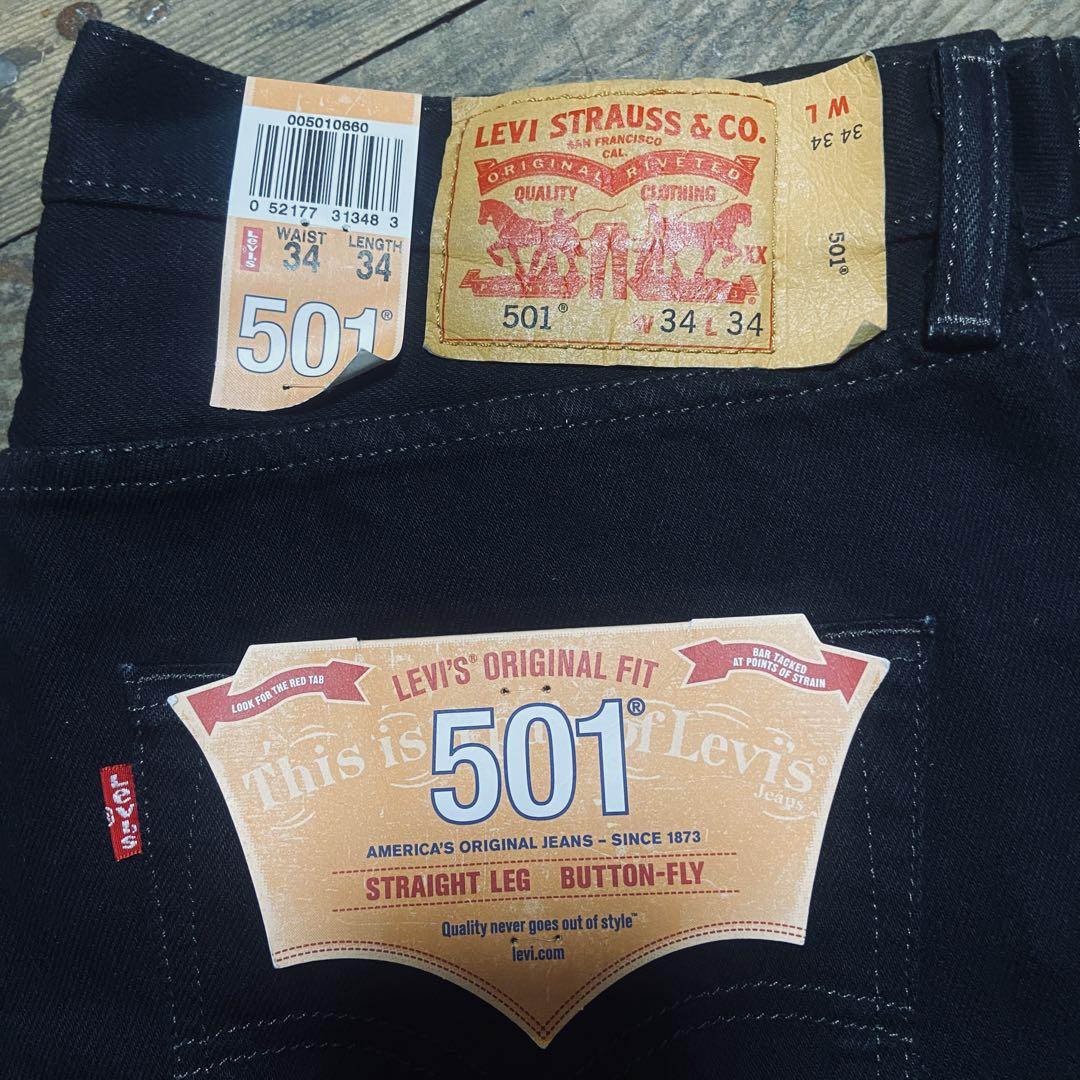 005010660
0 52177 31348 3
Levi's
WAIST LENGTH
34 34
501®
LEVI STRAUSS & CO.
SAN FRANCISCO
CAL.
ORIGINAL RIVETED
QUALITY CLOTHING
XX
501® W 34 L 34
W L
34 34
501®
LOOK FOR THE RED TAB
LEVI'S® ORIGINAL FIT
BAR TACKED
AT POINTS OF STRAIN
501®
This is of Levi's®
Jeans
AMERICA'S ORIGINAL JEANS – SINCE 1873
STRAIGHT LEG BUTTON-FLY
Quality never goes out of style™
levi.com
Levi's
®